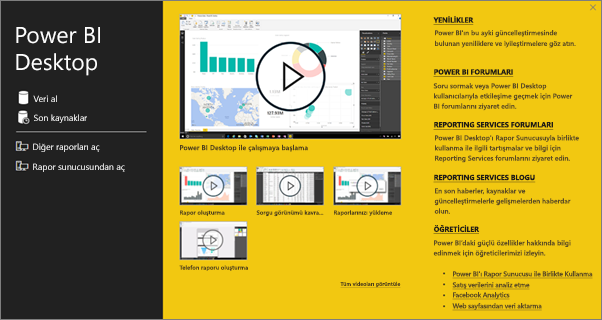 Power BI
Desktop
Veri al
Son kaynaklar
Diğer raporları aç
Rapor sunucusundan aç
Power BI Desktop ile çalışmaya başlama
Rapor oluşturma
Sorgu görünümü kavra...
Raporlarınızı yükleme
Telefon raporu oluşturma
Tüm videoları görüntüle
YENİLİKLER
Power BI'ın bu ayki güncelleştirmesinde
bulunan yeniliklere ve iyileştirmelere göz atın.
POWER BI FORUMLARI
Soru sormak veya Power BI Desktop
kullanıcılarıyla etkileşime geçmek için Power
BI forumlarını ziyaret edin.
REPORTING SERVICES FORUMLARI
Power BI Desktop'ı Rapor Sunucusuyla birlikte
kullanma ile ilgili tartışmalar ve bilgi için
Reporting Services forumlarını ziyaret edin.
REPORTING SERVICES BLOGU
En son haberler, kaynaklar ve
güncelleştirmelerle gelişmelerden haberdar
olun.
ÖĞRETİCİLER
Power BI'daki güçlü özellikler hakkında bilgi
edinmek için öğreticilerimizi izleyin.
• Power BI'ı Rapor Sunucusu ile Birlikte Kullanma
• Satış verilerini analiz etme
• Facebook Analytics
• Web sayfasından veri aktarma